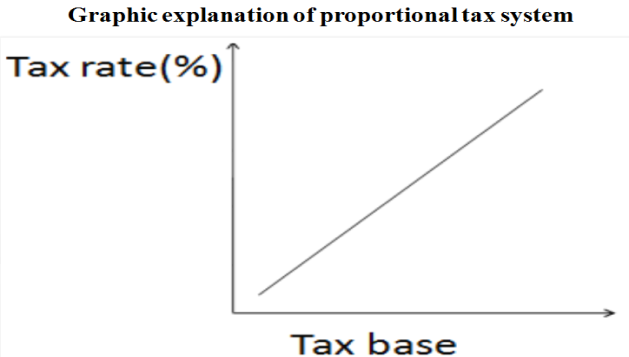 Graphic explanation of proportional tax system
Tax rate(%)
Tax base